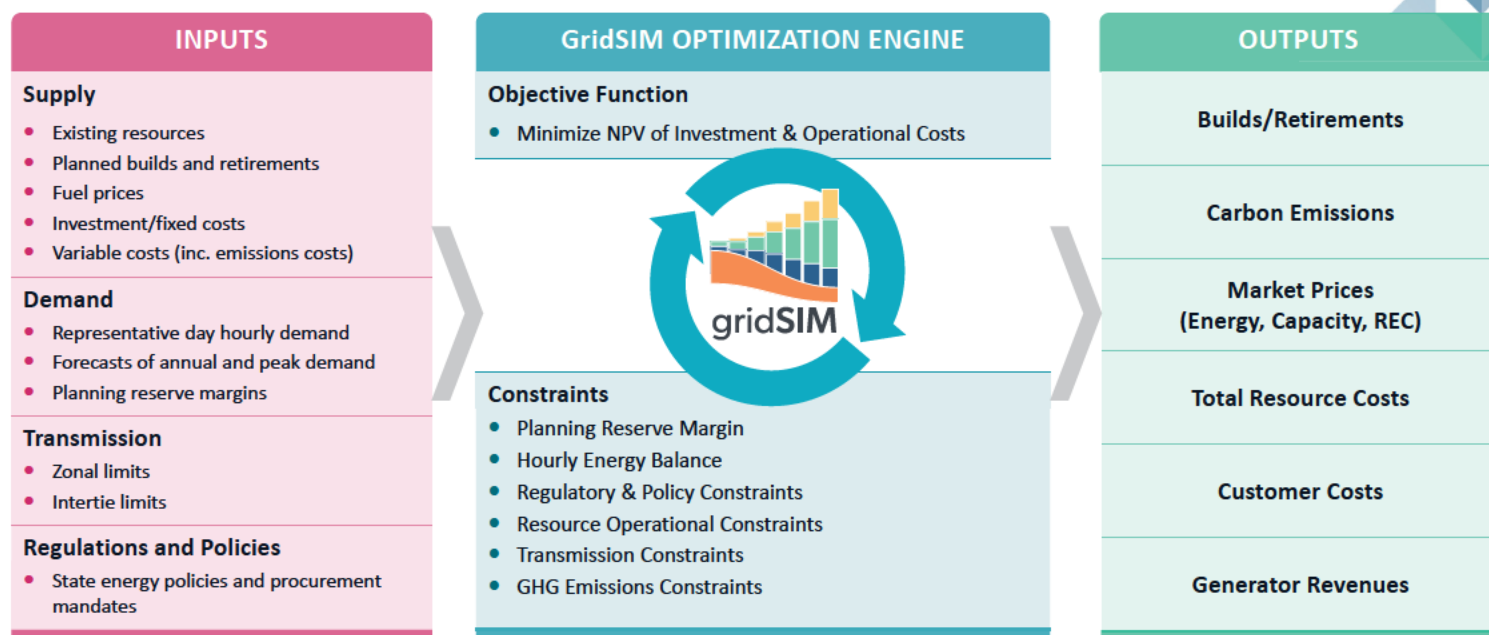 INPUTS
Supply
• Existing resources
• Planned builds and retirements
• Fuel prices
• Investment/fixed costs
• Variable costs (inc. emissions costs)
Demand
• Representative day hourly demand
• Forecasts of annual and peak demand
• Planning reserve margins
Transmission
• Zonal limits
• Intertie limits
Regulations and Policies
• State energy policies and procurement
mandates
GridSIM OPTIMIZATION ENGINE
Objective Function
• Minimize NPV of Investment & Operational Costs
gridSIM
Constraints
• Planning Reserve Margin
• Hourly Energy Balance
• Regulatory & Policy Constraints
• Resource Operational Constraints
• Transmission Constraints
• GHG Emissions Constraints
OUTPUTS
Builds/Retirements
Carbon Emissions
Market Prices
(Energy, Capacity, REC)
Total Resource Costs
Customer Costs
Generator Revenues